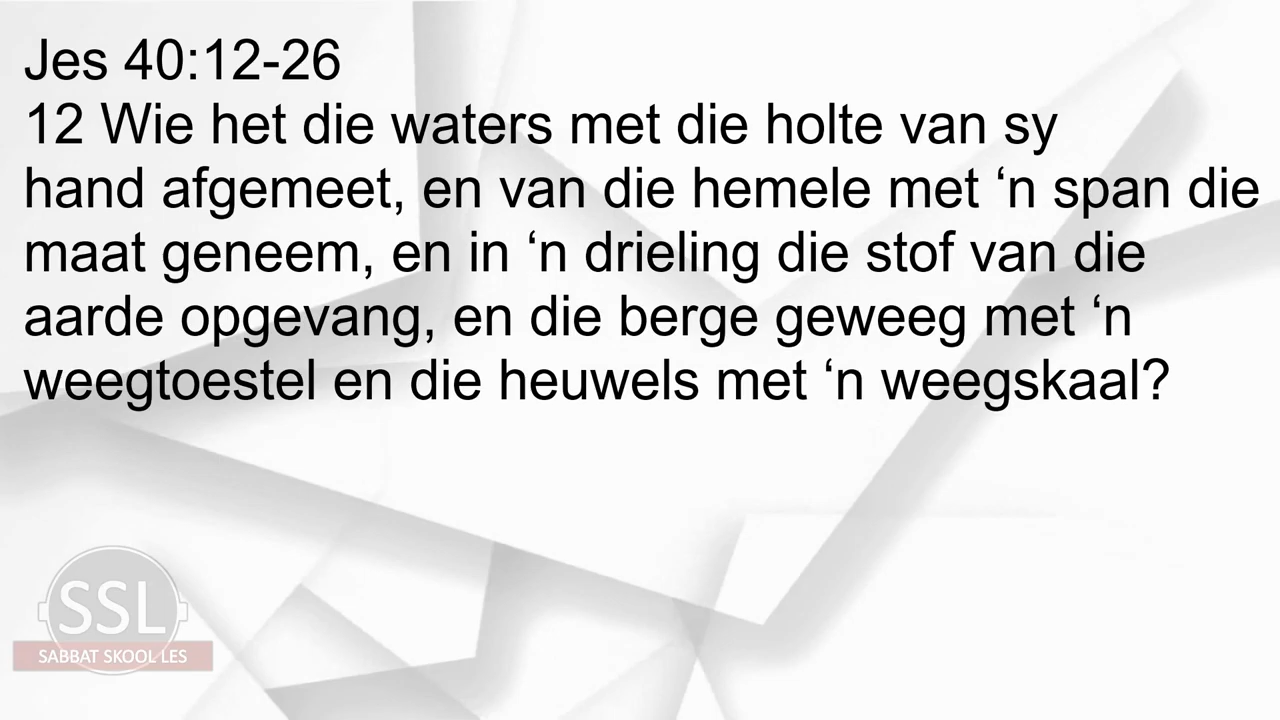 Jes 40:12-26
12 Wie het die waters met die holte van sy
hand afgemeet, en van die hemele met ‘n span die
maat geneem, en in ‘n drieling die stof van die
aarde opgevang, en die berge geweeg met ‘n
weegtoestel en die heuwels met ‘n weegskaal?
SSL
SABBAT SKOOL LES